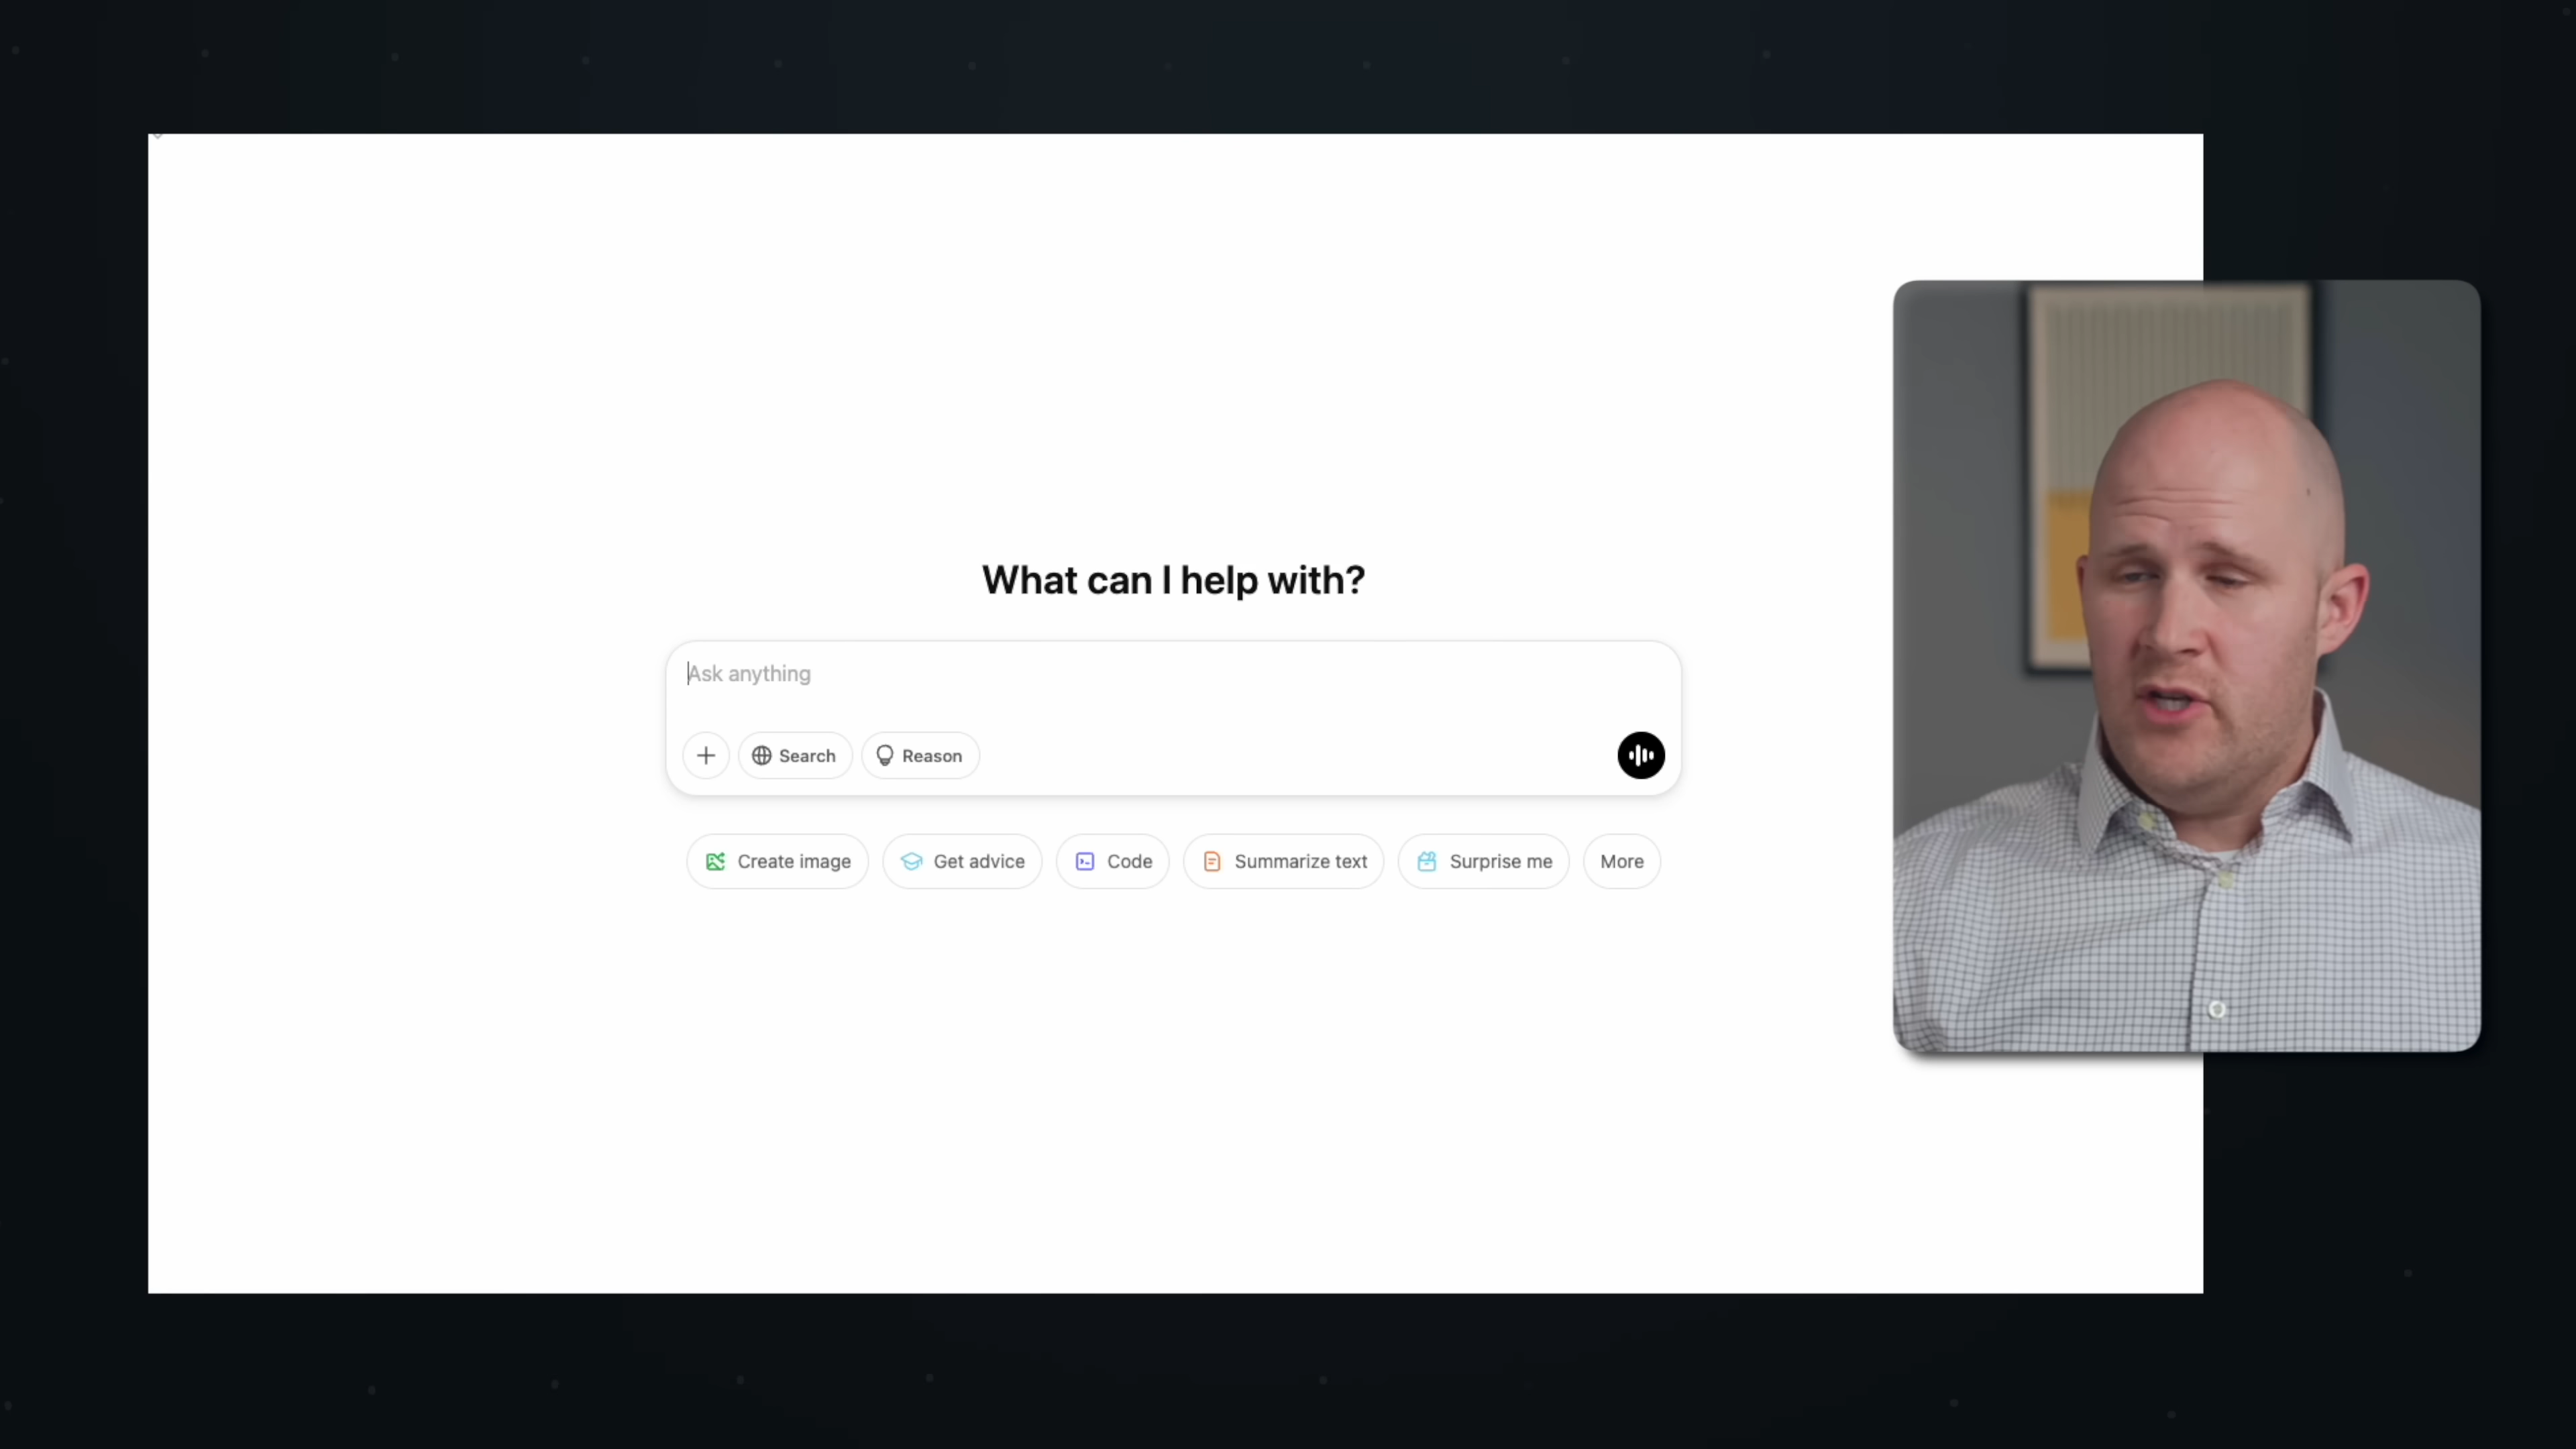 What can I help with?
Ask anything
Search
Reason
Create image
Get advice
Code
Summarize text
Surprise me
More